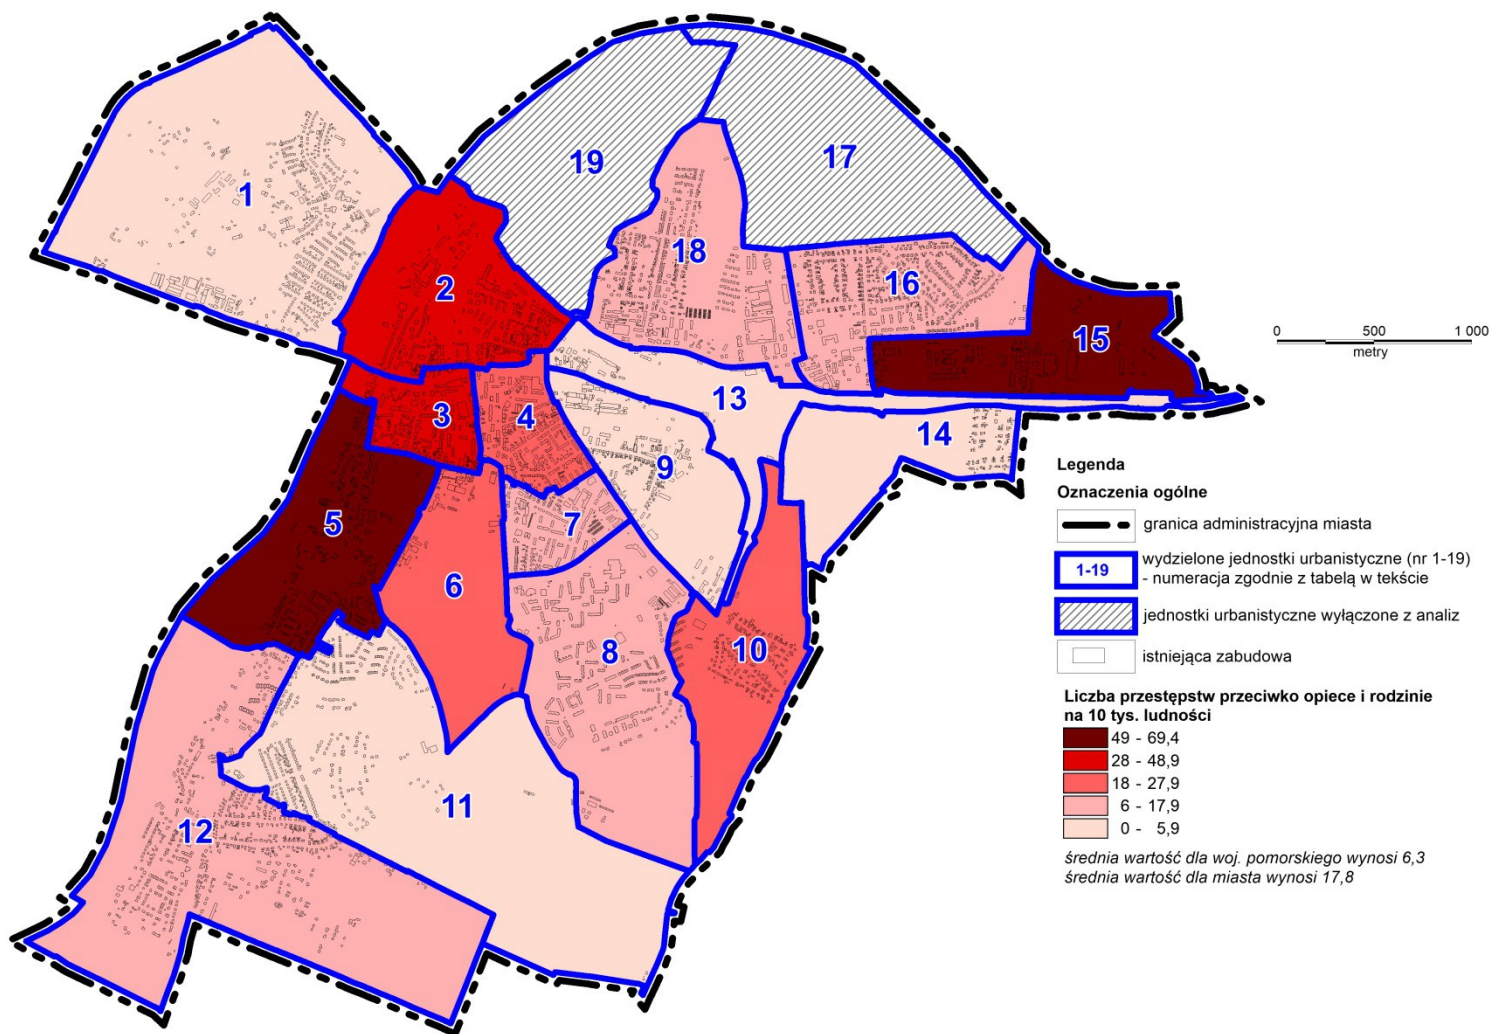 19
17
1
18
2
16
15
0 500 1 000
metry
13
3
4
14
9
5
7
6
8
10
11
12
Legenda
Oznaczenia ogólne
granica administracyjna miasta
1-19
wydzielone jednostki urbanistyczne (nr 1-19)
- numeracja zgodnie z tabelą w tekście
jednostki urbanistyczne wyłączone z analiz
istniejąca zabudowa
Liczba przestępstw przeciwko opiece i rodzinie
na 10 tys. ludności
49 - 69,4
28 - 48,9
18 - 27,9
6 - 17,9
0 - 5,9
średnia wartość dla woj. pomorskiego wynosi 6,3
średnia wartość dla miasta wynosi 17,8